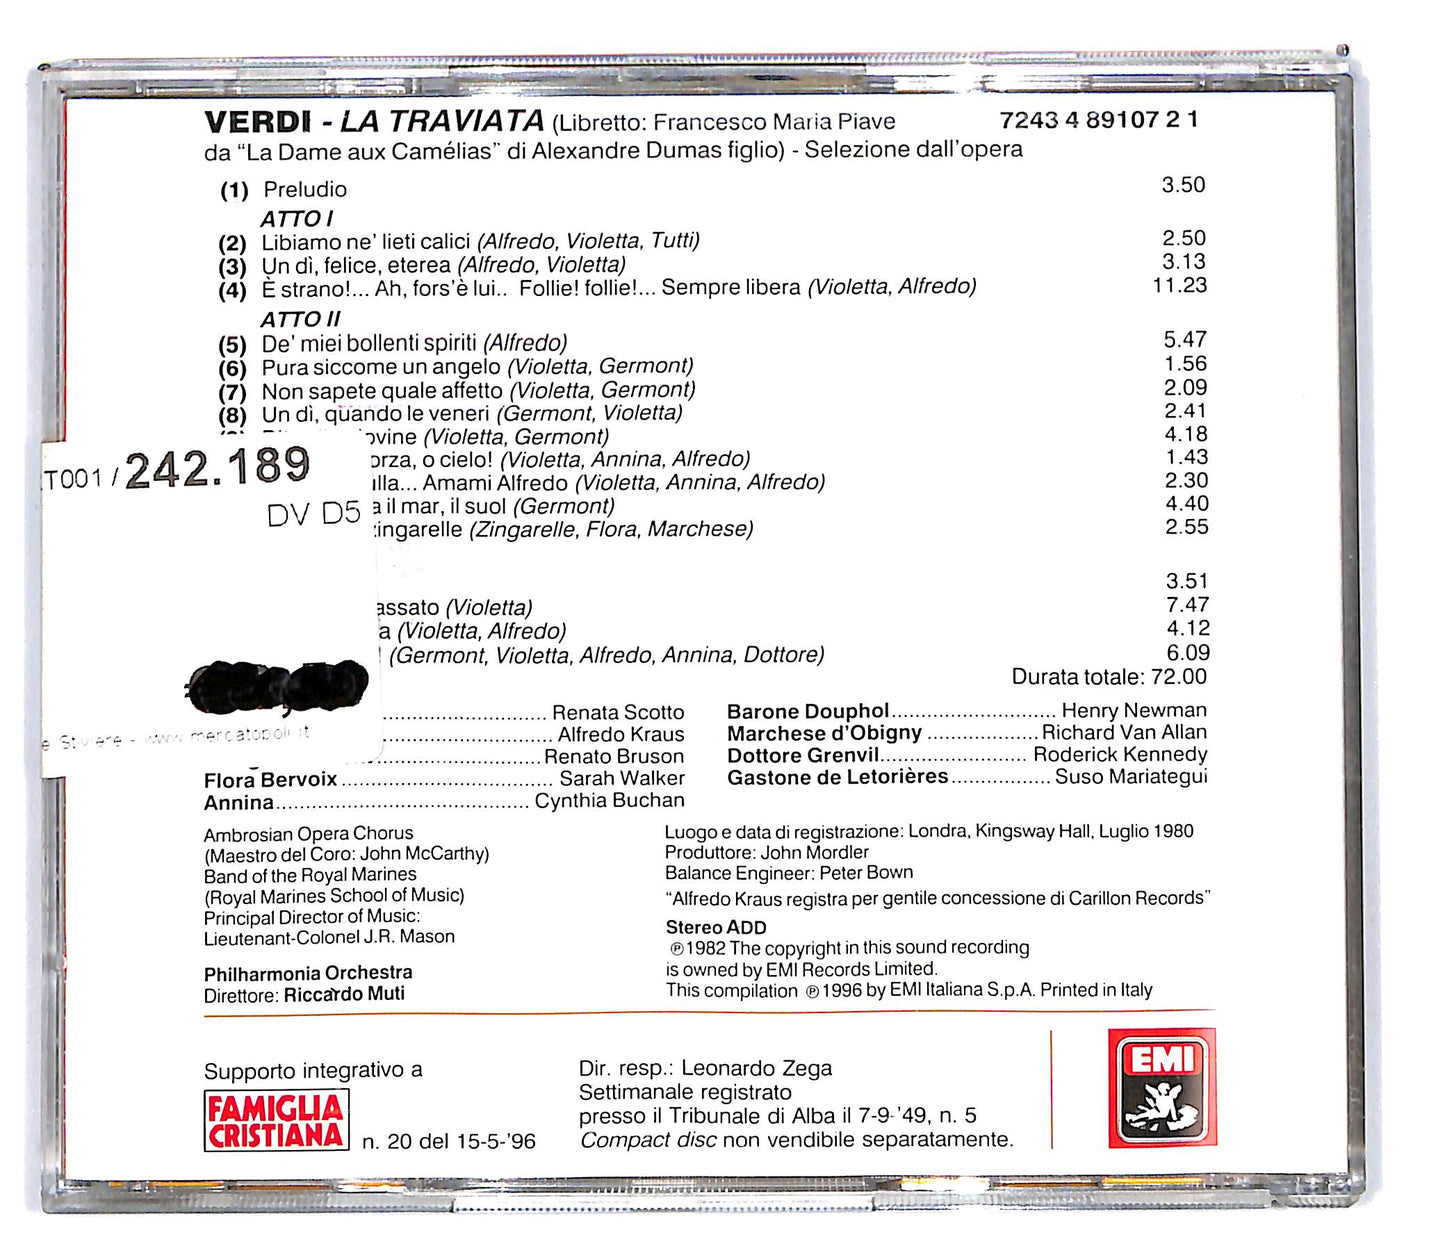 VERDI - LA TRAVIATA (Libretto: Francesco Maria Piave 7243 4 89107 2 1
da "La Dame aux Camélias" di Alexandre Dumas figlio) - Selezione dall'opera
(1) Preludio 3.50
ATTO I
(2) Libiamo ne' lieti calici (Alfredo, Violetta, Tutti) 2.50
(3) Un dì, felice, eterea (Alfredo, Violetta) 3.13
(4) È strano!... Ah, fors'è lui.. Follie! follie!... Sempre libera (Violetta, Alfredo) 11.23
ATTO II
(5) De' miei bollenti spiriti (Alfredo) 5.47
(6) Pura siccome un angelo (Violetta, Germont) 1.56
(7) Non sapete quale affetto (Violetta, Germont) 2.09
(8) Un dì, quando le veneri (Germont, Violetta) 2.41
ovine (Violetta, Germont) 4.18
orza, o cielo! (Violetta, Annina, Alfredo) 1.43
lla... Amami Alfredo (Violetta, Annina, Alfredo) 2.30
a il mar, il suol (Germont) 4.40
ingarelle (Zingarelle, Flora, Marchese) 2.55
3.51
assato (Violetta) 7.47
a (Violetta, Alfredo) 4.12
(Germont, Violetta, Alfredo, Annina, Dottore) 6.09
Durata totale: 72.00
T001 / 242.189
DV D5
e Stiviere - www.mercatopoli.it
Renata Scotto
Alfredo Kraus
Renato Bruson
Flora Bervoix Sarah Walker
Annina Cynthia Buchan
Barone Douphol Henry Newman
Marchese d'Obigny Richard Van Allan
Dottore Grenvil Roderick Kennedy
Gastone de Letorières Suso Mariategui
Ambrosian Opera Chorus
(Maestro del Coro: John McCarthy)
Band of the Royal Marines
(Royal Marines School of Music)
Principal Director of Music:
Lieutenant-Colonel J.R. Mason
Philharmonia Orchestra
Direttore: Riccardo Muti
Luogo e data di registrazione: Londra, Kingsway Hall, Luglio 1980
Produttore: John Mordler
Balance Engineer: Peter Bown
"Alfredo Kraus registra per gentile concessione di Carillon Records"
Stereo ADD
℗1982 The copyright in this sound recording
is owned by EMI Records Limited.
This compilation ℗1996 by EMI Italiana S.p.A. Printed in Italy
Supporto integrativo a
FAMIGLIA
CRISTIANA n. 20 del 15-5-'96
Dir. resp.: Leonardo Zega
Settimanale registrato
presso il Tribunale di Alba il 7-9-'49, n. 5
Compact disc non vendibile separatamente.
EMI